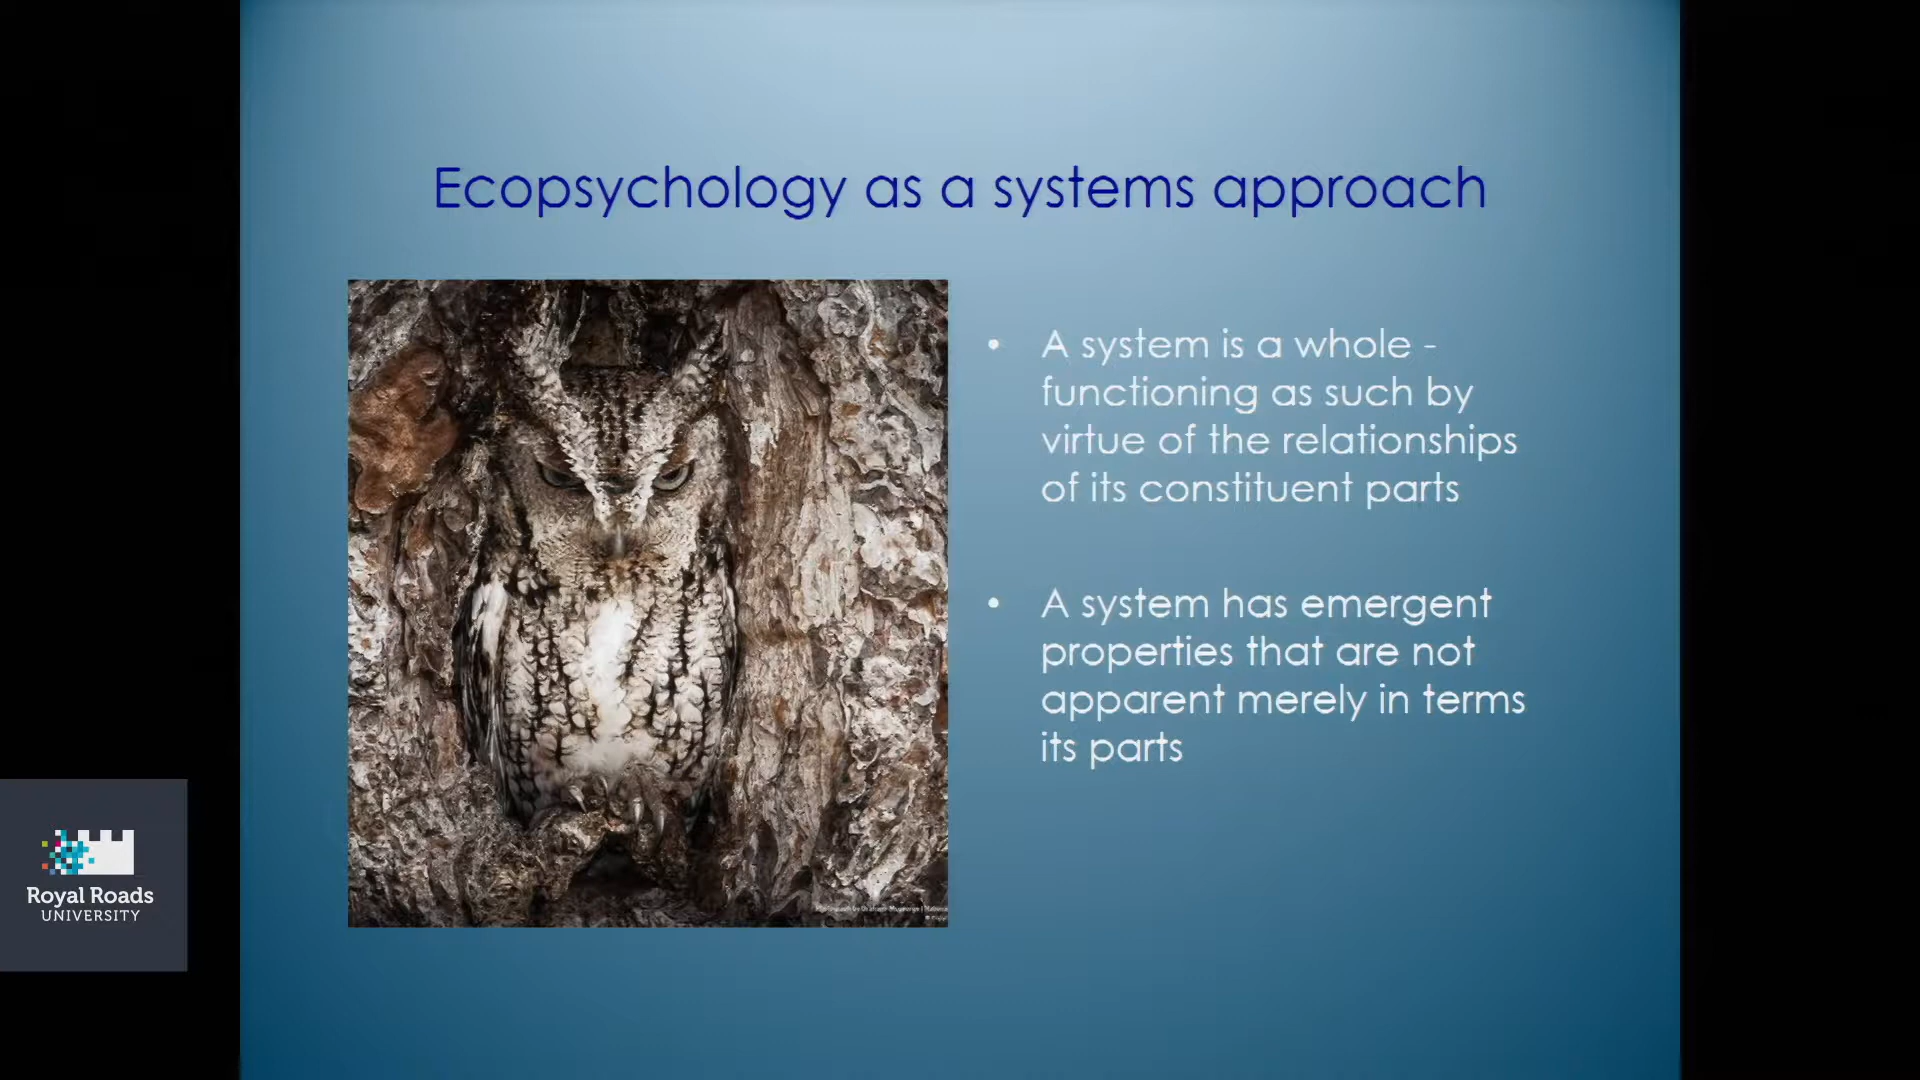 Ecopsychology as a systems approach
• A system is a whole -
functioning as such by
virtue of the relationships
of its constituent parts
• A system has emergent
properties that are not
apparent merely in terms
its parts
Royal Roads
UNIVERSITY